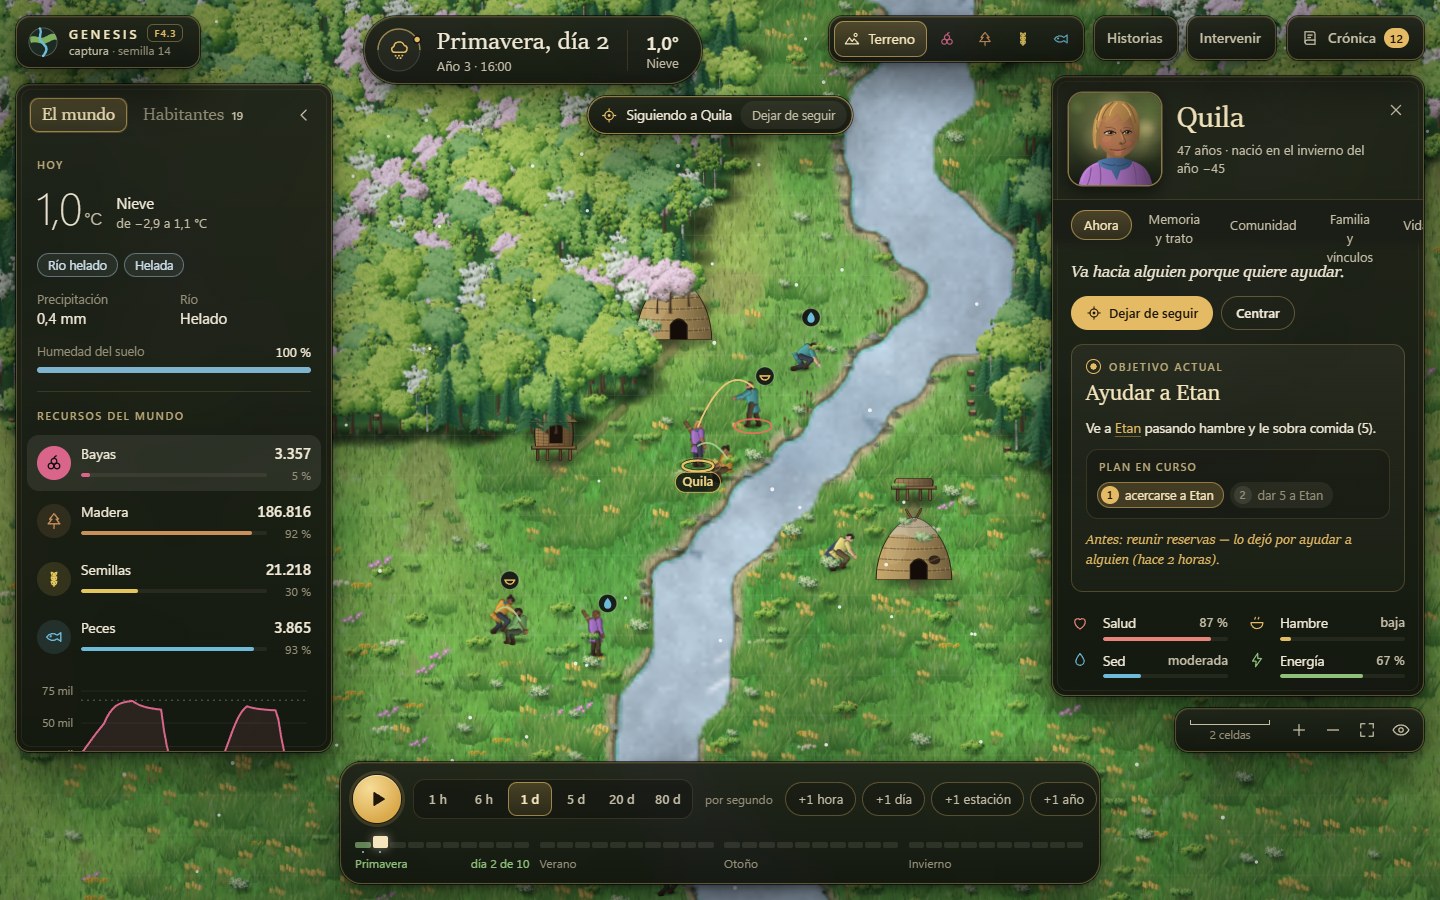 GENESIS F4.3
captura · semilla 14
Primavera, día 2
Año 3 · 16:00
1,0°
Nieve
Terreno
Historias
Intervenir
Crónica 12
El mundo
Habitantes 19
HOY
1,0 °C
Nieve
de −2,9 a 1,1 °C
Río helado
Helada
Precipitación
0,4 mm
Río
Helado
Humedad del suelo 100 %
RECURSOS DEL MUNDO
Bayas 3.357
5 %
Madera 186.816
92 %
Semillas 21.218
30 %
Peces 3.865
93 %
75 mil
50 mil
Siguiendo a Quila Dejar de seguir
Quila
Quila
47 años · nació en el invierno del
año −45
Ahora
Memoria
y trato
Comunidad
Familia
y
vínculos
Va hacia alguien porque quiere ayudar.
Dejar de seguir
Centrar
OBJETIVO ACTUAL
Ayudar a Etan
Ve a Etan pasando hambre y le sobra comida (5).
PLAN EN CURSO
1 acercarse a Etan
2 dar 5 a Etan
Antes: reunir reservas — lo dejó por ayudar a
alguien (hace 2 horas).
Salud 87 %
Hambre baja
Sed moderada
Energía 67 %
2 celdas
1 h 6 h 1 d 5 d 20 d 80 d
por segundo
+1 hora
+1 día
+1 estación
+1 año
Primavera día 2 de 10
Verano
Otoño
Invierno